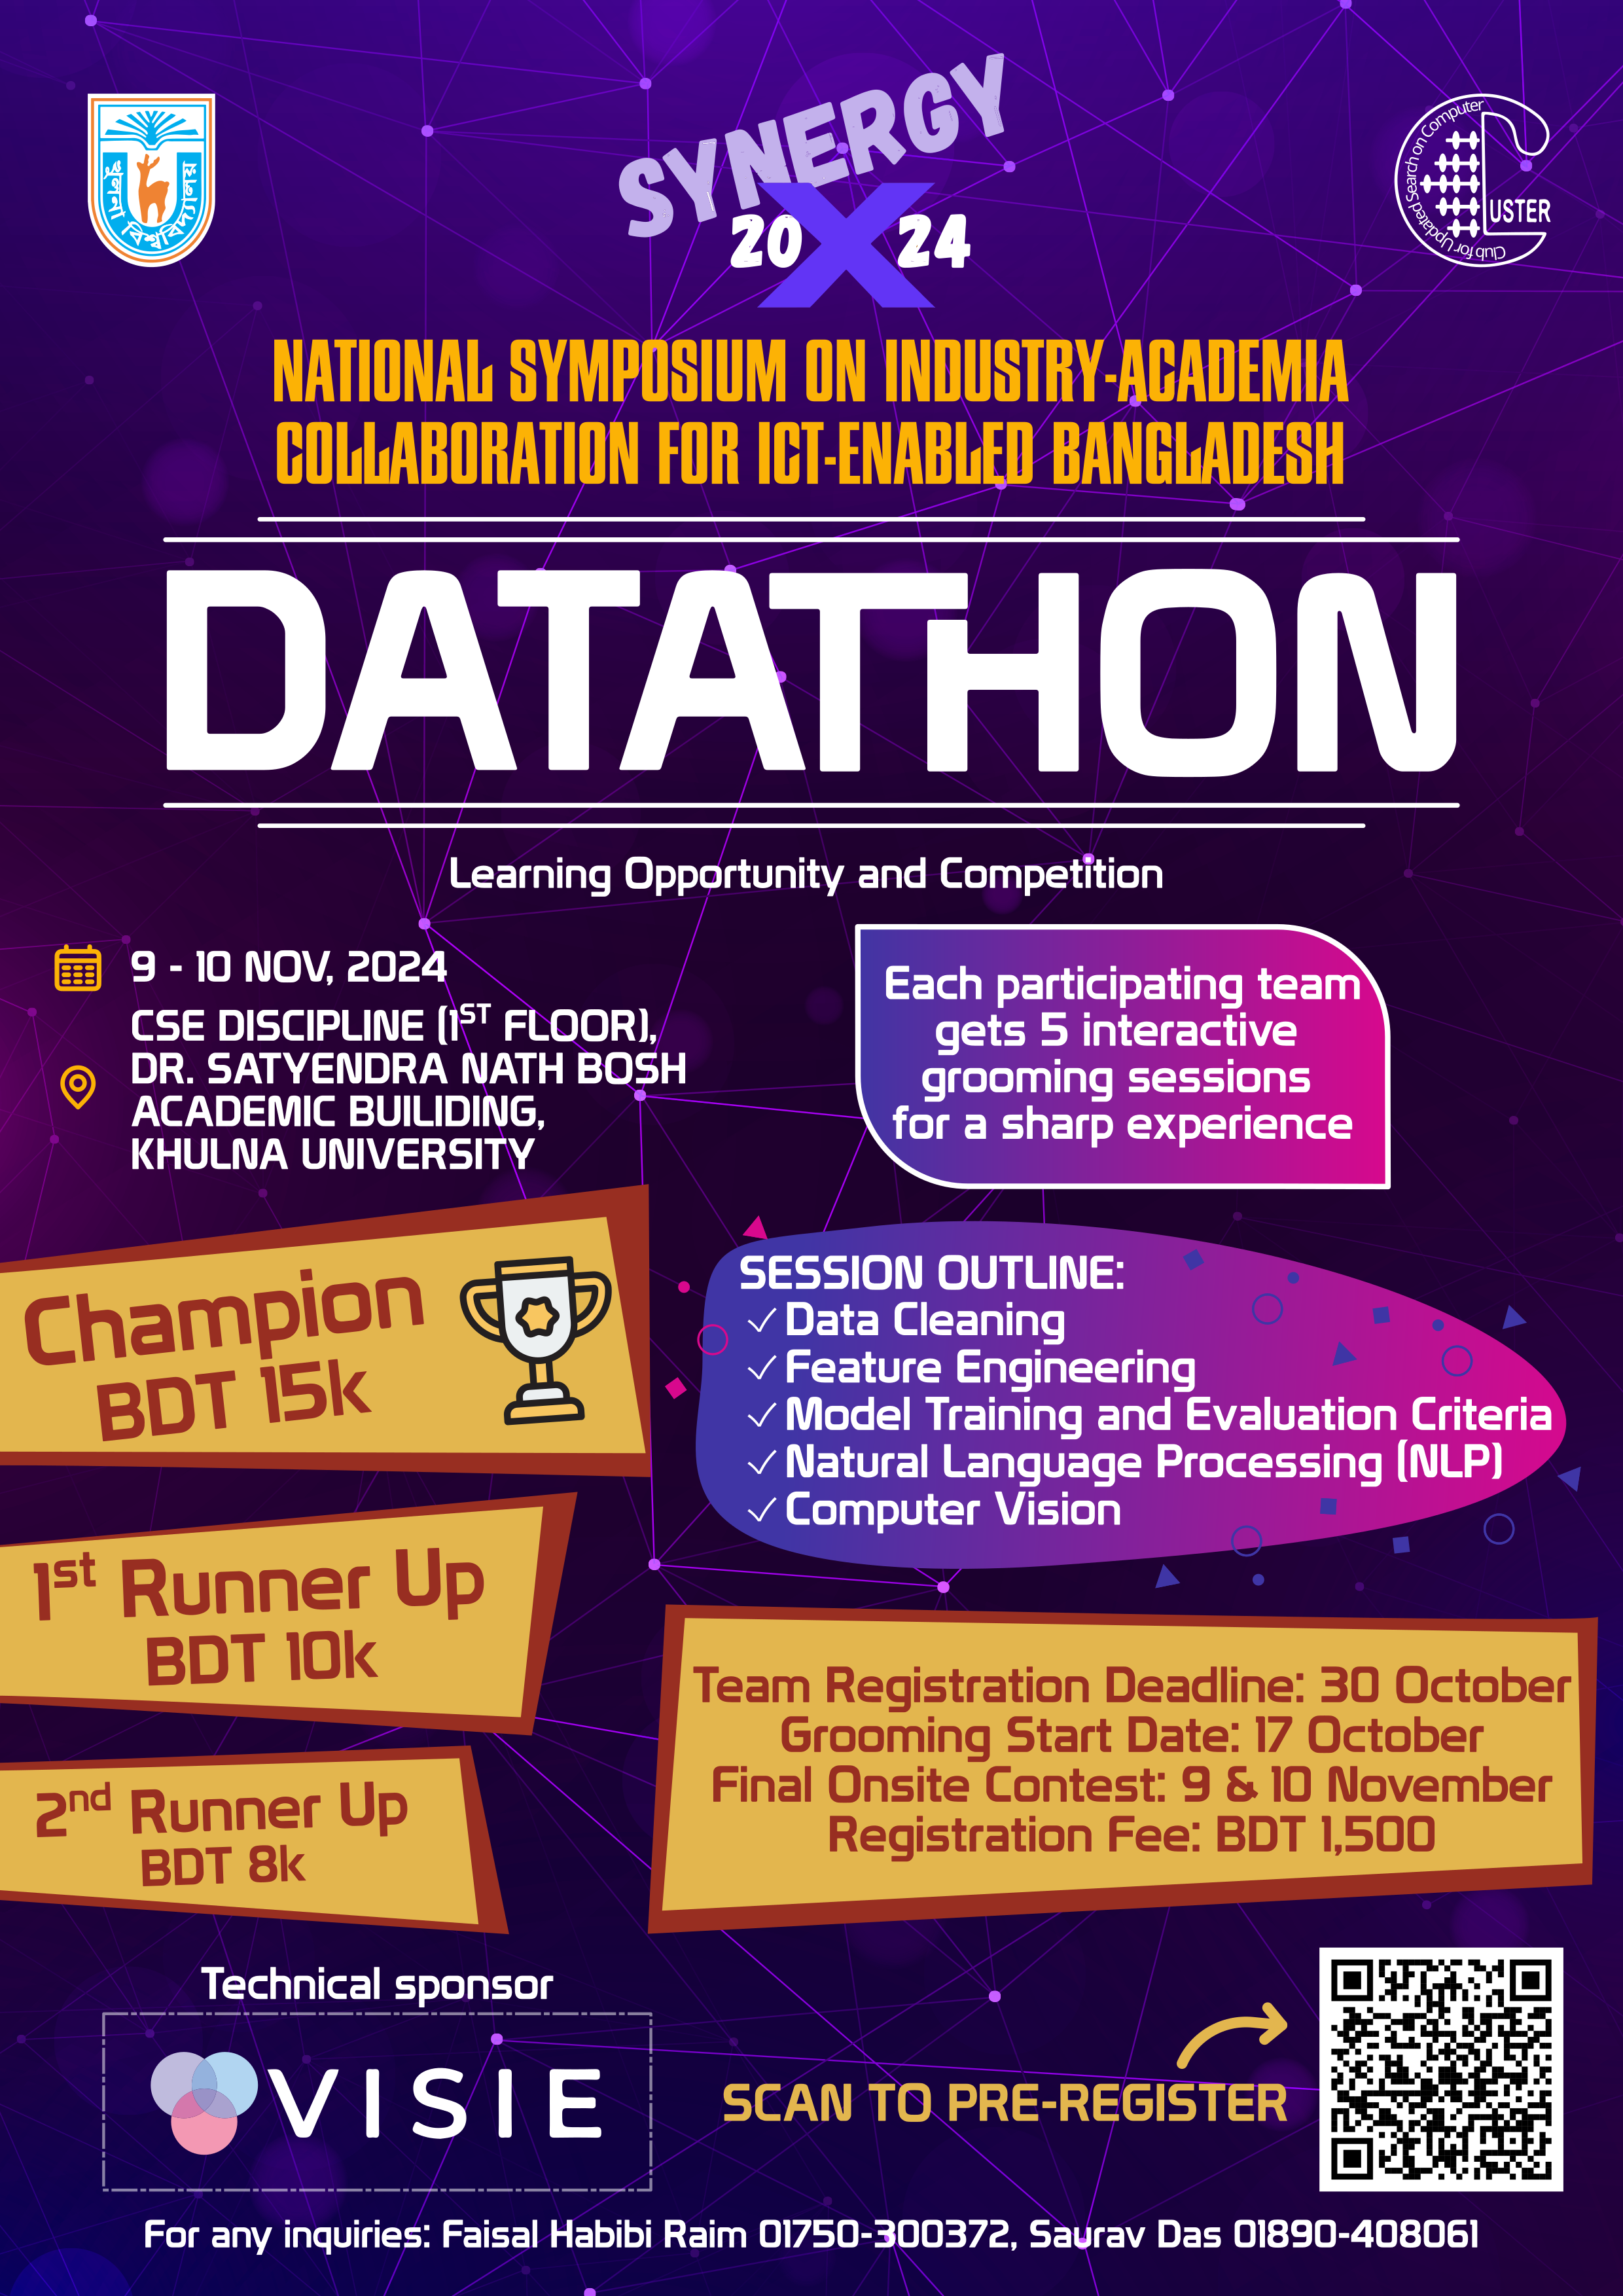 খুলনা বিশ্ববিদ্যালয়
SYNERGY
20 X 24
Club for Updated Search on Computer
USTER
NATIONAL SYMPOSIUM ON INDUSTRY-ACADEMIA
COLLABORATION FOR ICT-ENABLED BANGLADESH
DATATHON
Learning Opportunity and Competition
9 - 10 NOV, 2024
CSE DISCIPLINE (1ST FLOOR),
DR. SATYENDRA NATH BOSH
ACADEMIC BUILIDING,
KHULNA UNIVERSITY
Each participating team
gets 5 interactive
grooming sessions
for a sharp experience
Champion
BDT 15k
SESSION OUTLINE:
✓ Data Cleaning
✓ Feature Engineering
✓ Model Training and Evaluation Criteria
✓ Natural Language Processing (NLP)
✓ Computer Vision
1st Runner Up
BDT 10k
2nd Runner Up
BDT 8k
Team Registration Deadline: 30 October
Grooming Start Date: 17 October
Final Onsite Contest: 9 & 10 November
Registration Fee: BDT 1,500
Technical sponsor
VISIE
SCAN TO PRE-REGISTER
For any inquiries: Faisal Habibi Raim 01750-300372, Saurav Das 01890-408061